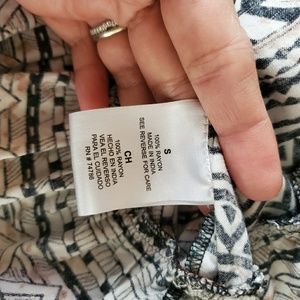 S
100% RAYON
MADE IN INDIA
SEE REVERSE FOR CARE
CH
100% RAYON
HECHO EN INDIA
VEA EL REVERSO
PARA EL CUIDADO
RN # 74786